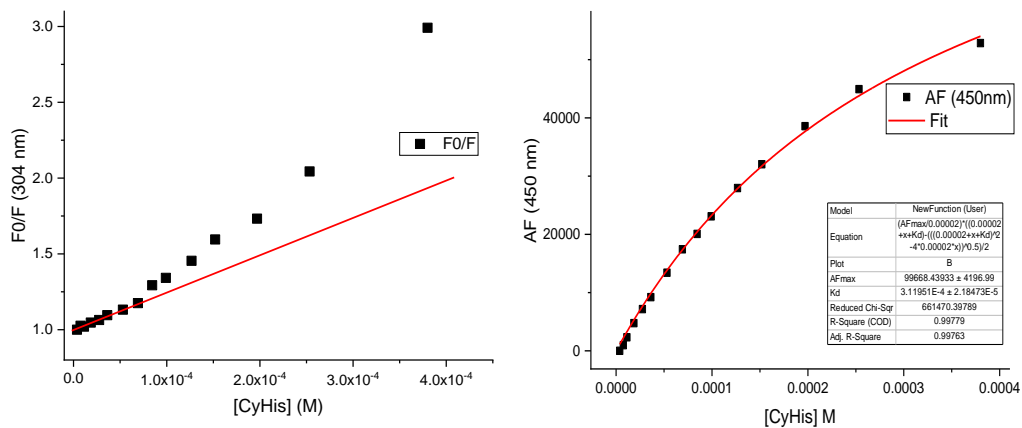 3.0
2.5
2.0
1.5
1.0
F0/F (304 nm)
F0/F
0.0
1.0x10-4
2.0x10-4
3.0x10-4
4.0x10-4
[CyHis] (M)
40000
20000
0
AF (450 nm)
AF (450nm)
Fit
Model NewFunction (User)
Equation (AFmax/0.00002)*((0.00002
+x+Kd)-(((0.00002+x+Kd)^2
-4*0.00002*x))^0.5)/2
Plot B
AFmax 99668.43933 ± 4196.99
Kd 3.11951E-4 ± 2.18473E-5
Reduced Chi-Sqr 661470.39789
R-Square (COD) 0.99779
Adj. R-Square 0.99763
0.0000
0.0001
0.0002
0.0003
0.0004
[CyHis] M